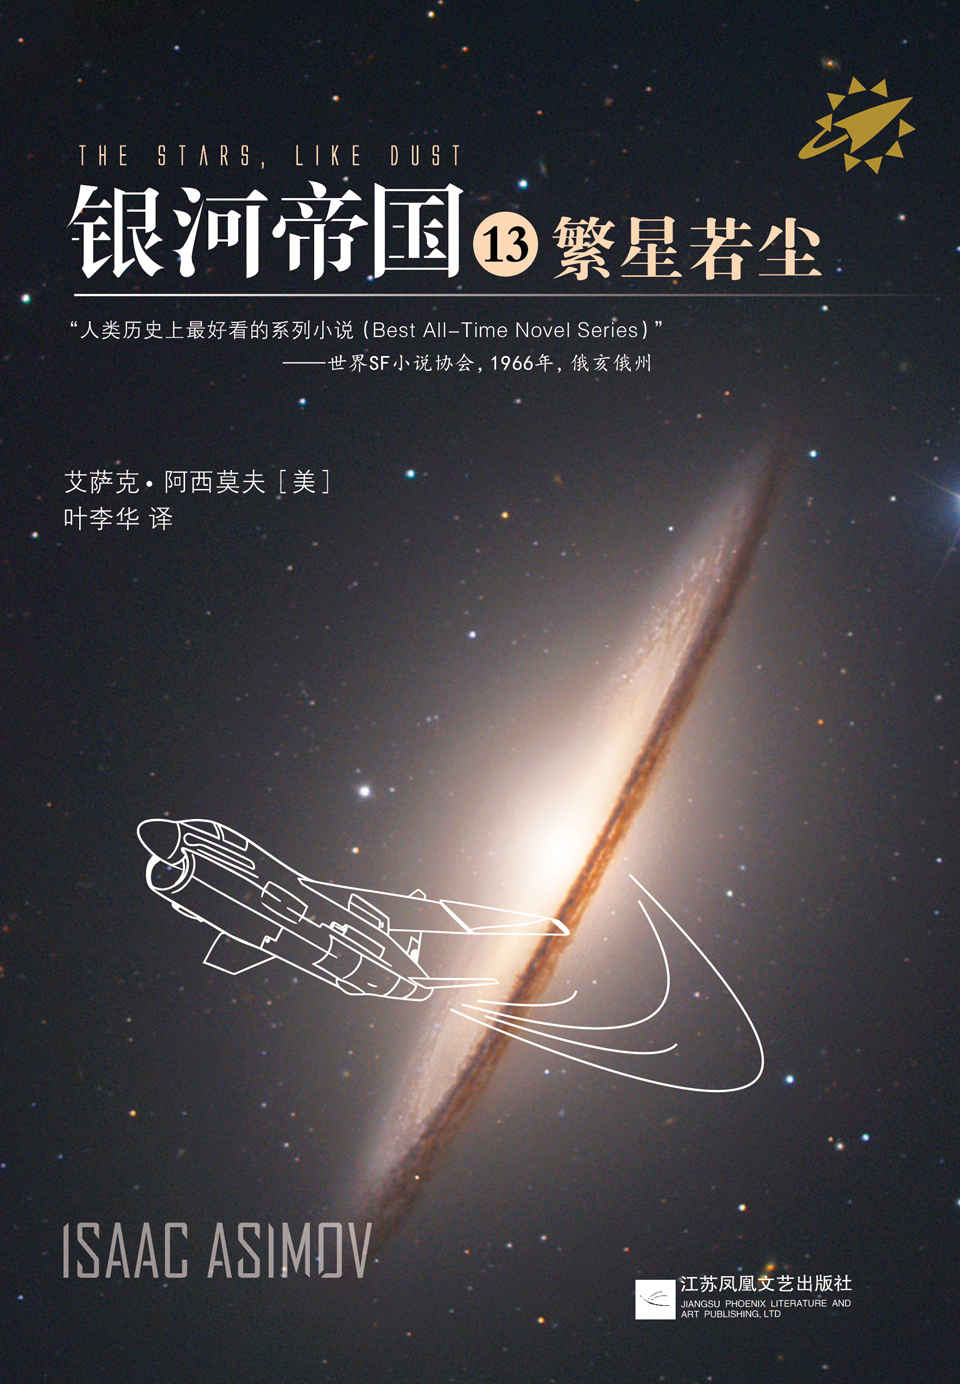 THE STARS, LIKE DUST
银河帝国 13 繁星若尘
“人类历史上最好看的系列小说（Best All-Time Novel Series）”
——世界SF小说协会，1966年，俄亥俄州
艾萨克·阿西莫夫［美］
叶李华 译
ISAAC ASIMOV
江苏凤凰文艺出版社
JIANGSU PHOENIX LITERATURE AND
ART PUBLISHING, LTD